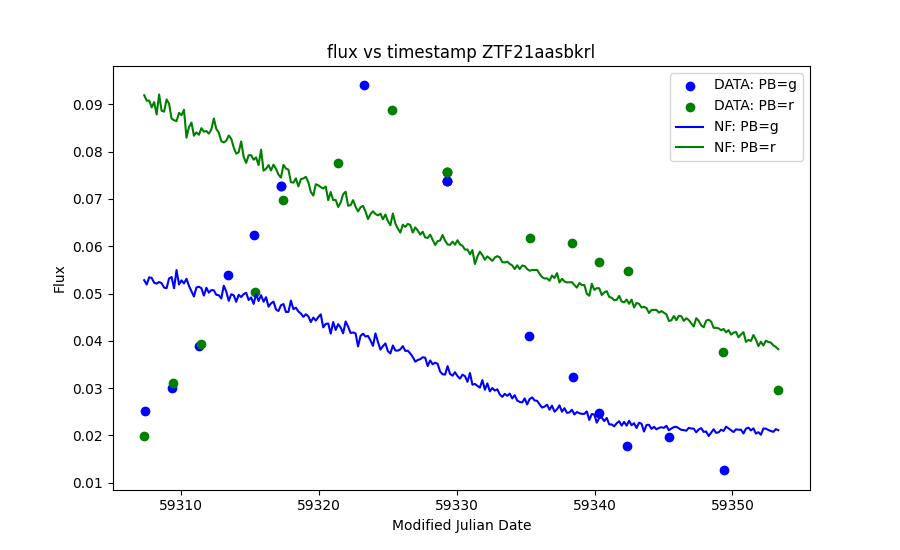 flux vs timestamp ZTF21aasbkrl
DATA: PB=g
DATA: PB=r
NF: PB=g
NF: PB=r
0.09
0.08
0.07
0.06
0.05
0.04
0.03
0.02
0.01
Flux
59310 59320 59330 59340 59350
Modified Julian Date